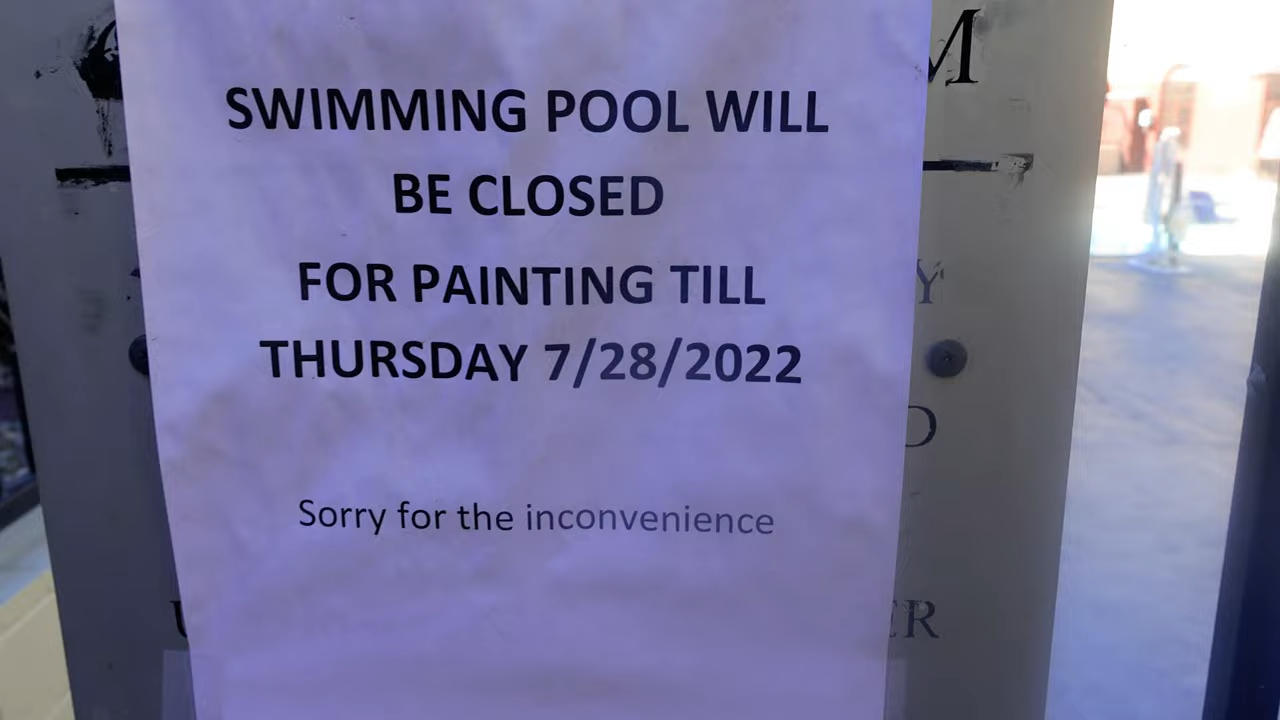 SWIMMING POOL WILL
BE CLOSED
FOR PAINTING TILL
THURSDAY 7/28/2022
Sorry for the inconvenience